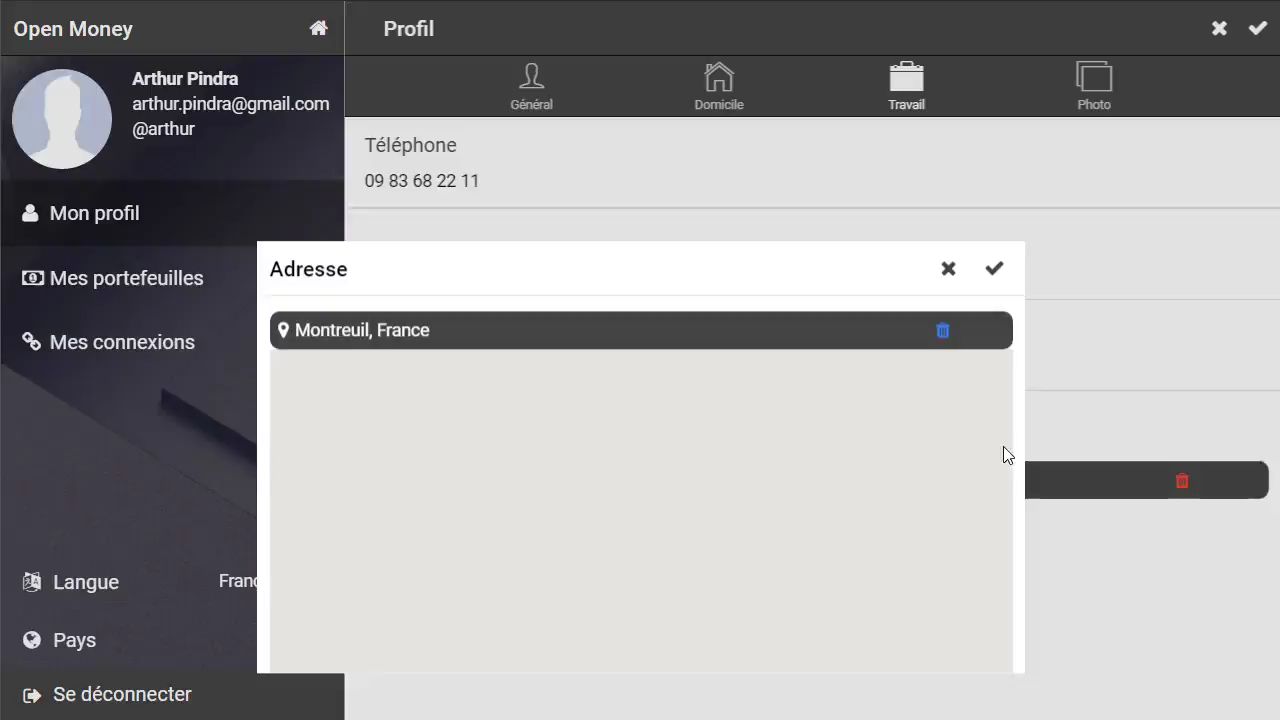 Open Money
Profil
Arthur Pindra
arthur.pindra@gmail.com
@arthur
Général
Domicile
Travail
Photo
Téléphone
09 83 68 22 11
Mon profil
Mes portefeuilles
Mes connexions
Adresse
Montreuil, France
Langue
Pays
Se déconnecter